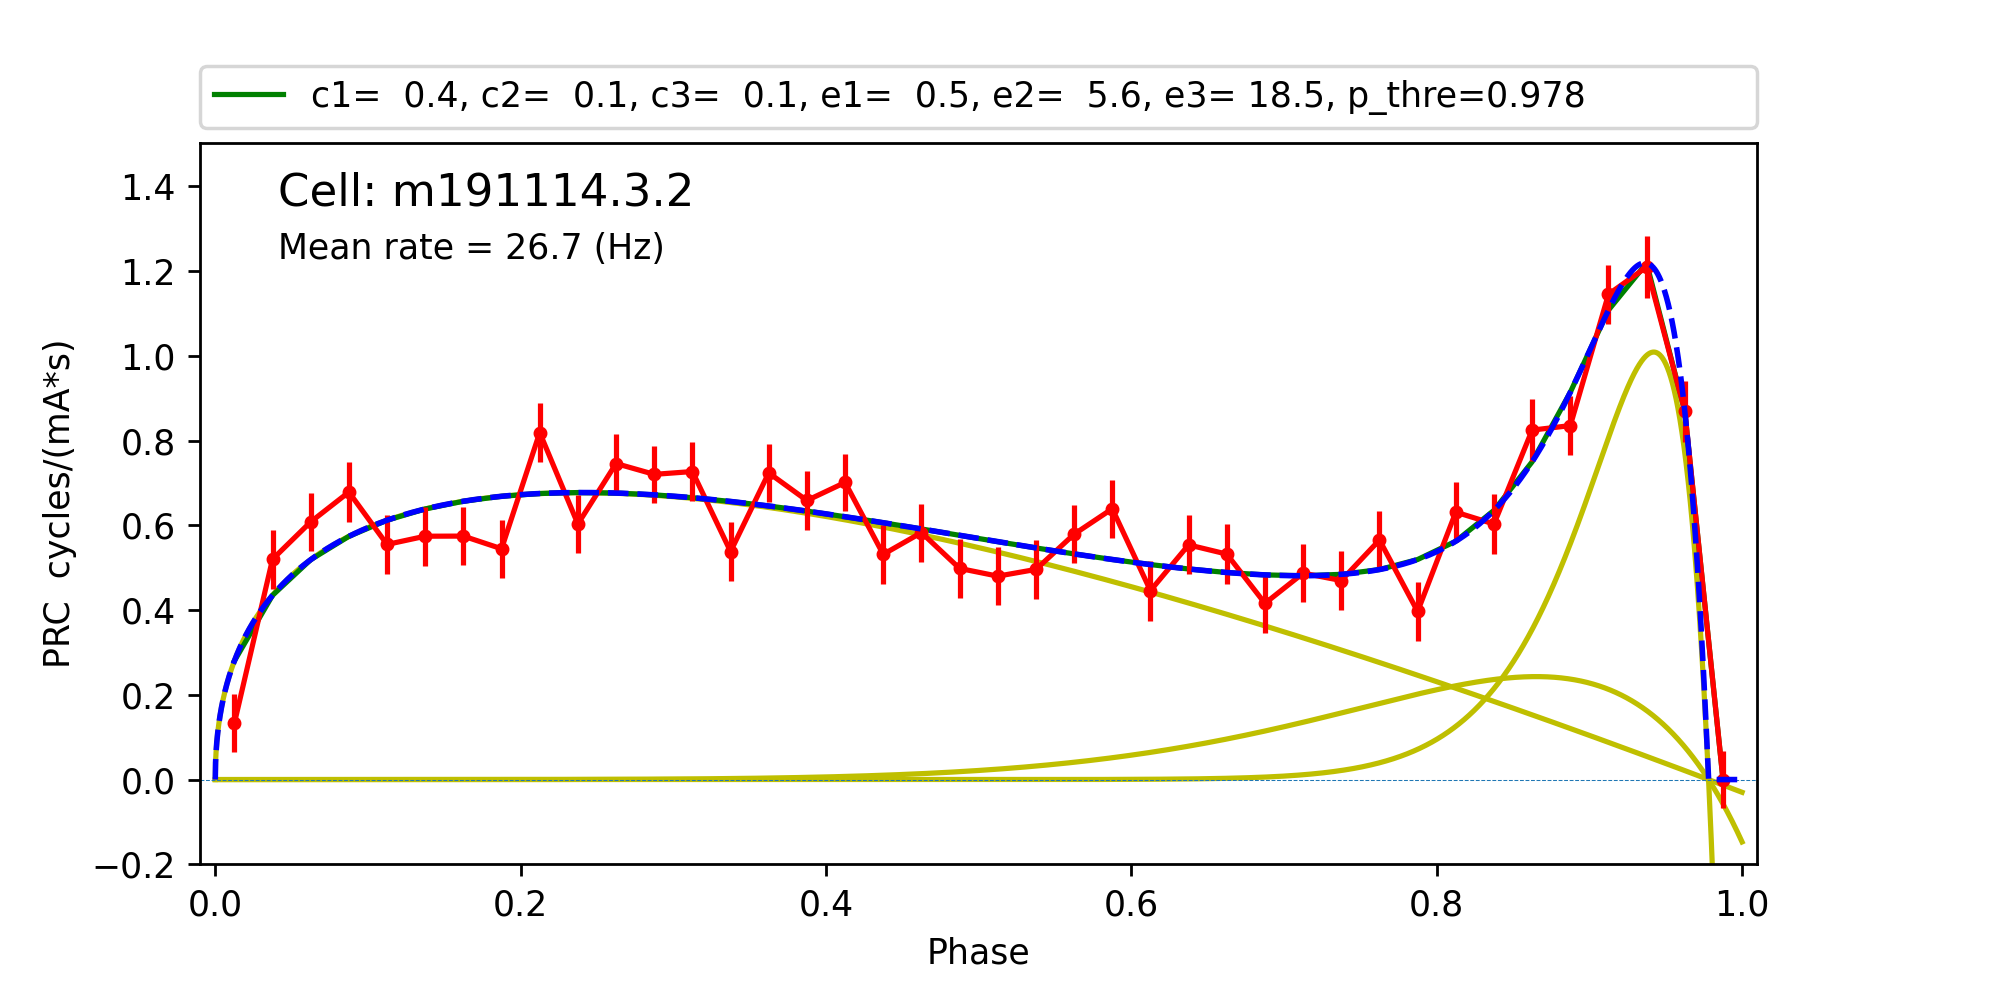 c1=  0.4, c2=  0.1, c3=  0.1, e1=  0.5, e2=  5.6, e3= 18.5, p_thre=0.978
Cell: m191114.3.2
Mean rate = 26.7 (Hz)
PRC  cycles/(mA*s)
1.4
1.2
1.0
0.8
0.6
0.4
0.2
0.0
−0.2
0.0 0.2 0.4 0.6 0.8 1.0
Phase